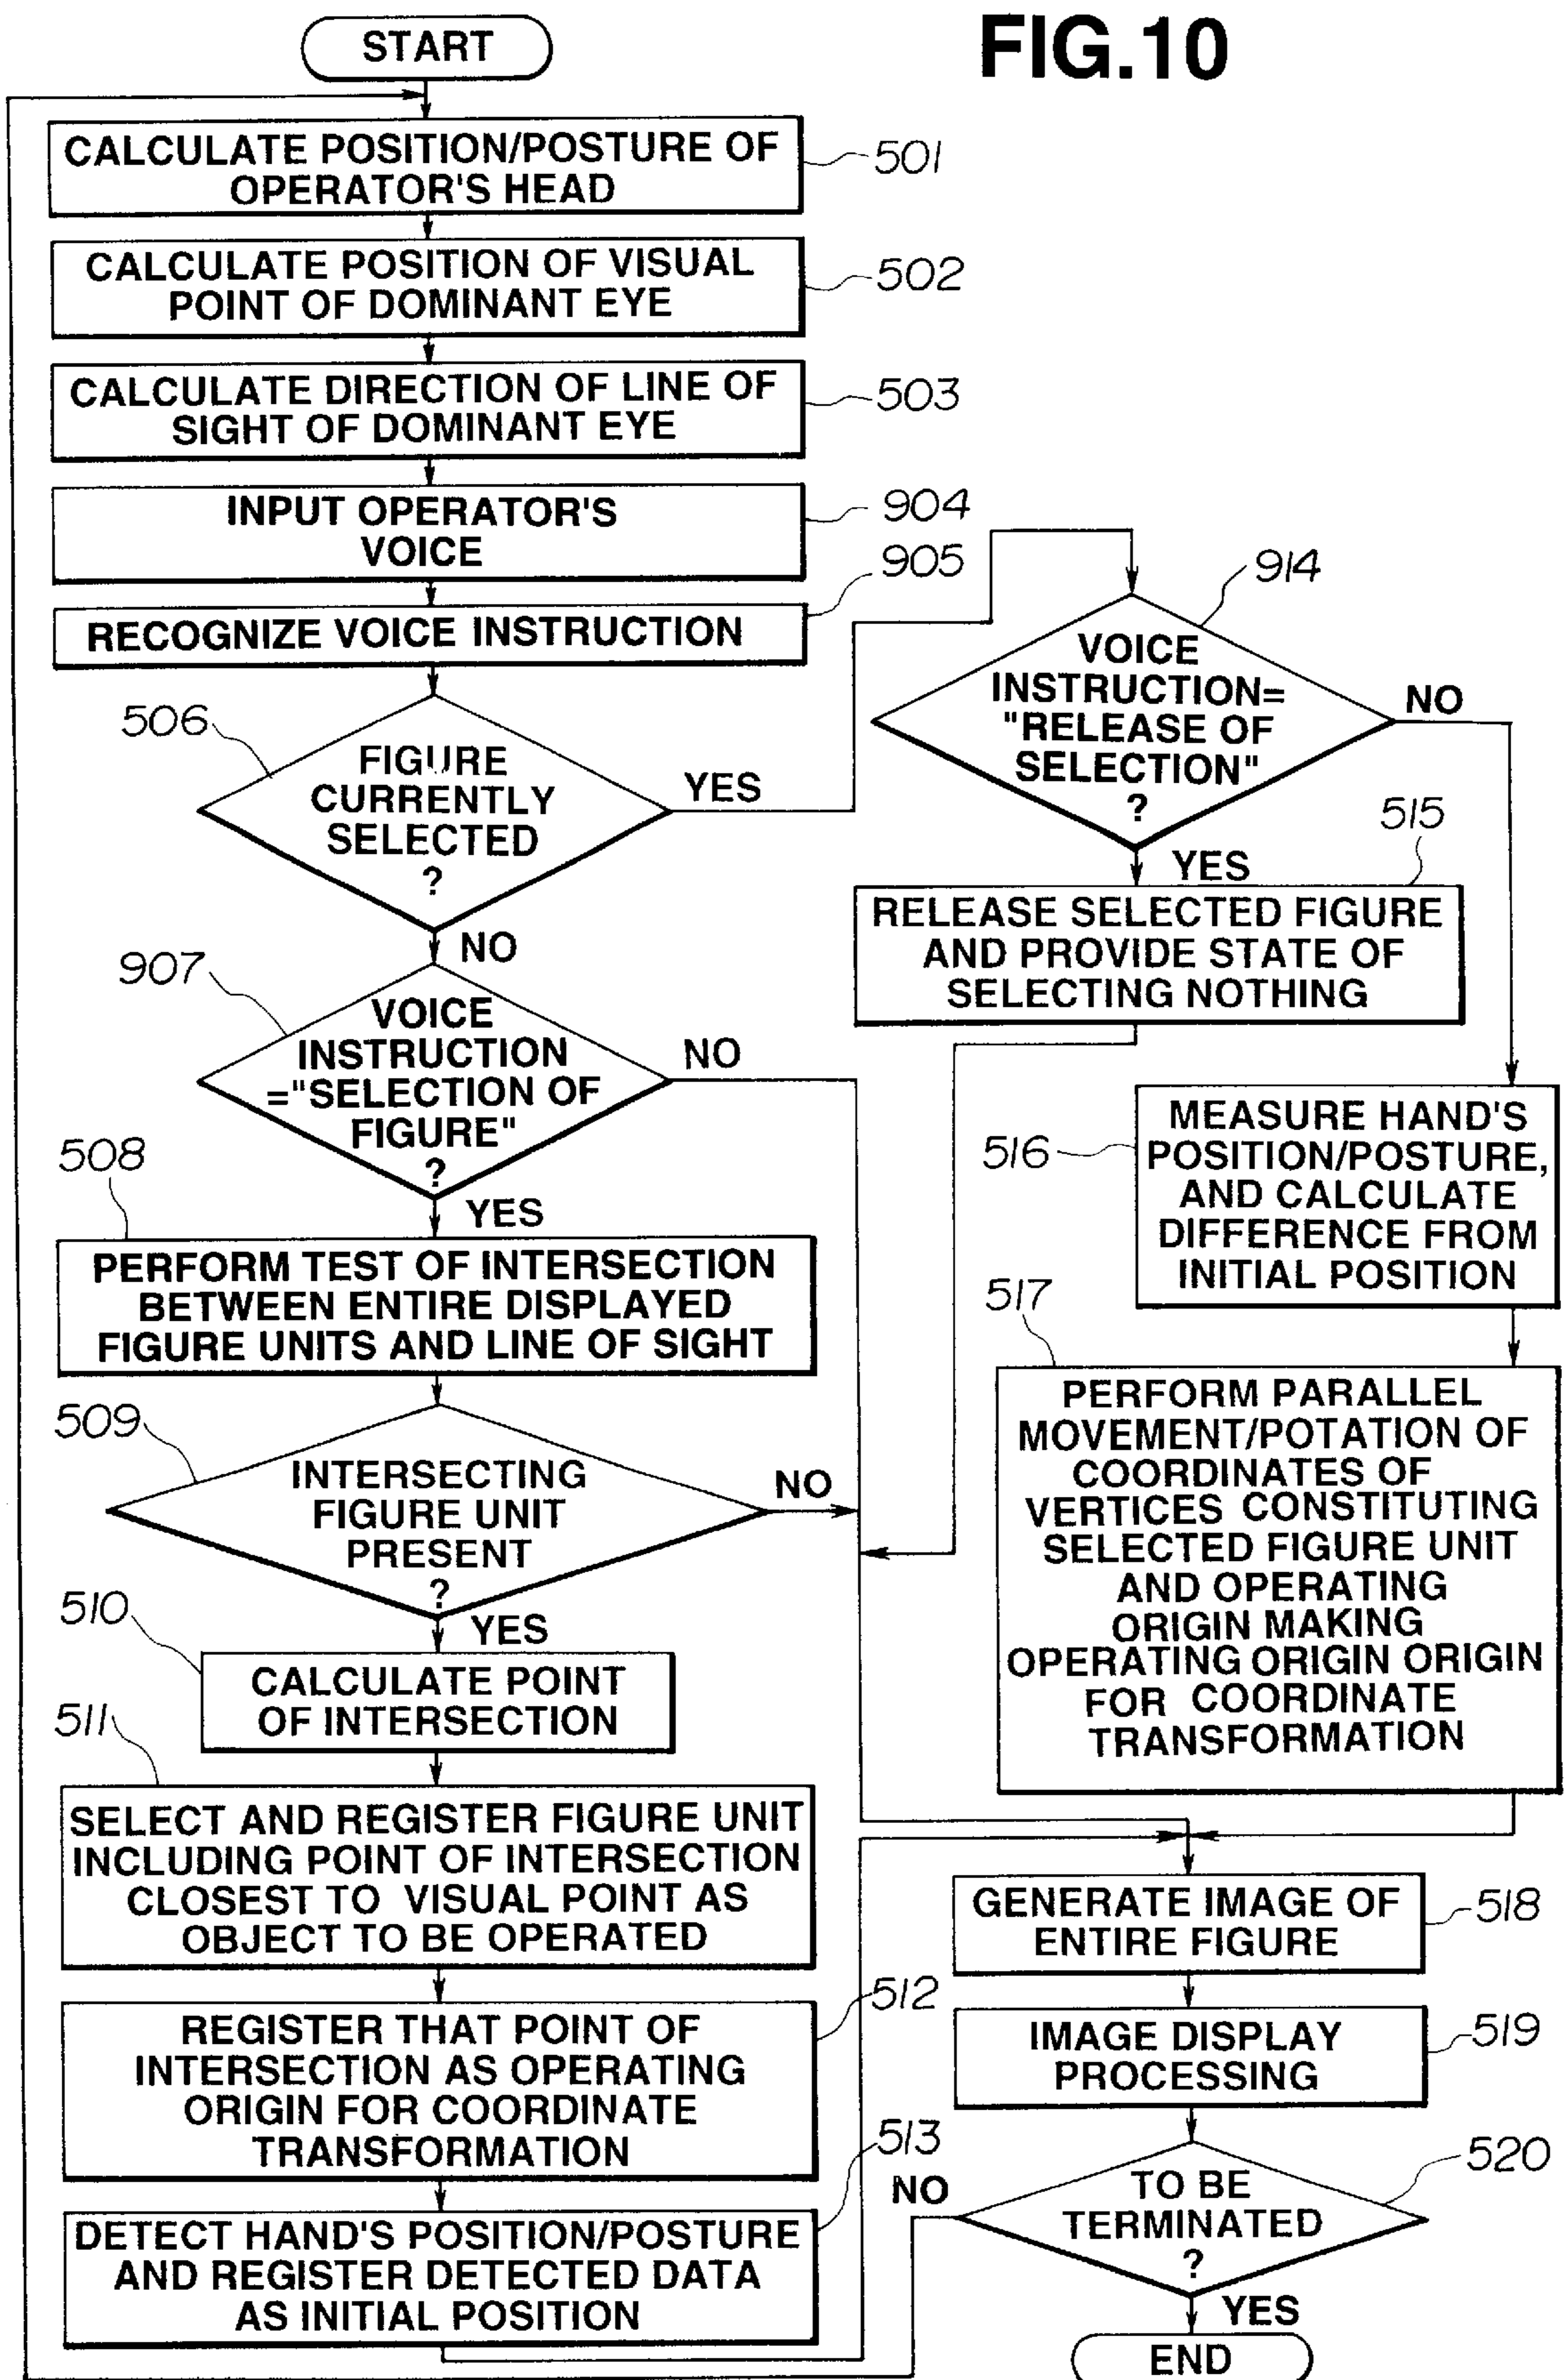 FIG.10
START
CALCULATE POSITION/POSTURE OF
OPERATOR'S HEAD
501
CALCULATE POSITION OF VISUAL
POINT OF DOMINANT EYE
502
CALCULATE DIRECTION OF LINE OF
SIGHT OF DOMINANT EYE
503
INPUT OPERATOR'S
VOICE
904
RECOGNIZE VOICE INSTRUCTION
905
506
FIGURE
CURRENTLY
SELECTED
?
YES
NO
914
VOICE
INSTRUCTION=
"RELEASE OF
SELECTION"
?
NO
YES
515
RELEASE SELECTED FIGURE
AND PROVIDE STATE OF
SELECTING NOTHING
907
VOICE
INSTRUCTION
="SELECTION OF
FIGURE"
?
NO
YES
508
PERFORM TEST OF INTERSECTION
BETWEEN ENTIRE DISPLAYED
FIGURE UNITS AND LINE OF SIGHT
516
MEASURE HAND'S
POSITION/POSTURE,
AND CALCULATE
DIFFERENCE FROM
INITIAL POSITION
517
PERFORM PARALLEL
MOVEMENT/POTATION OF
COORDINATES OF
VERTICES CONSTITUTING
SELECTED FIGURE UNIT
AND OPERATING
ORIGIN MAKING
OPERATING ORIGIN ORIGIN
FOR COORDINATE
TRANSFORMATION
509
INTERSECTING
FIGURE UNIT
PRESENT
?
NO
YES
510
CALCULATE POINT
OF INTERSECTION
511
SELECT AND REGISTER FIGURE UNIT
INCLUDING POINT OF INTERSECTION
CLOSEST TO VISUAL POINT AS
OBJECT TO BE OPERATED
512
REGISTER THAT POINT OF
INTERSECTION AS OPERATING
ORIGIN FOR COORDINATE
TRANSFORMATION
513
DETECT HAND'S POSITION/POSTURE
AND REGISTER DETECTED DATA
AS INITIAL POSITION
GENERATE IMAGE OF
ENTIRE FIGURE
518
IMAGE DISPLAY
PROCESSING
519
NO
TO BE
TERMINATED
?
520
YES
END